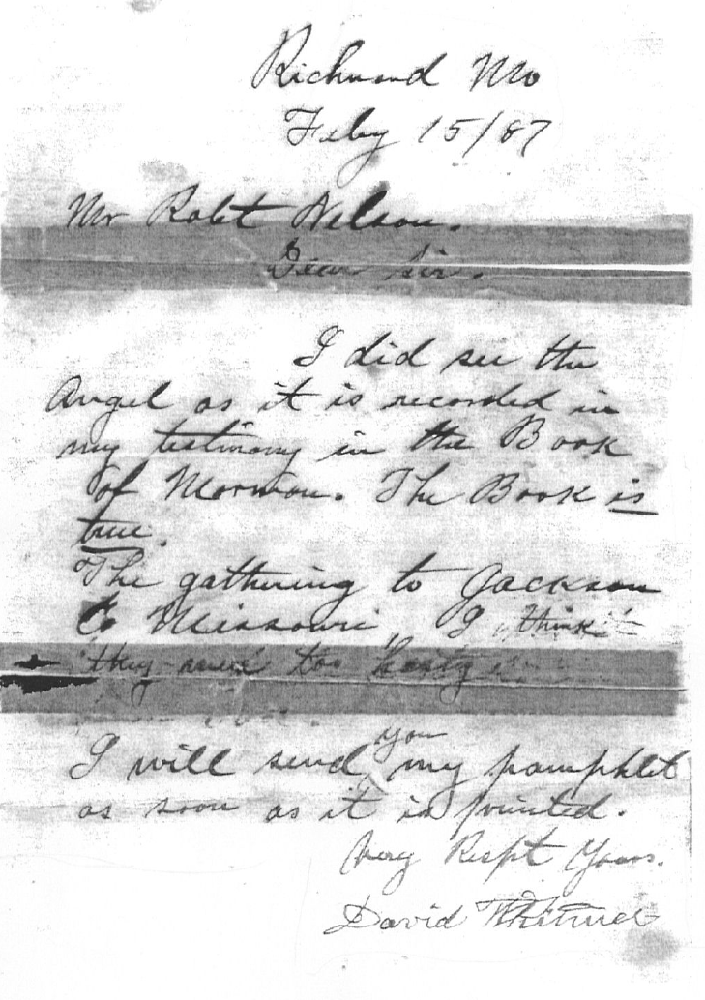 Richmond Mo
Feby 15/87
Mr Robt Nelson.
Dear Sir.
I did see the
Angel as it is recorded in
my testimony in the Book
of Mormon. The Book is
true.
The gathering to Jackson
Co Missouri, I think
they were too hasty
I will send you my pamphlet
as soon as it is printed.
Very Respt Yours.
David Whitmer